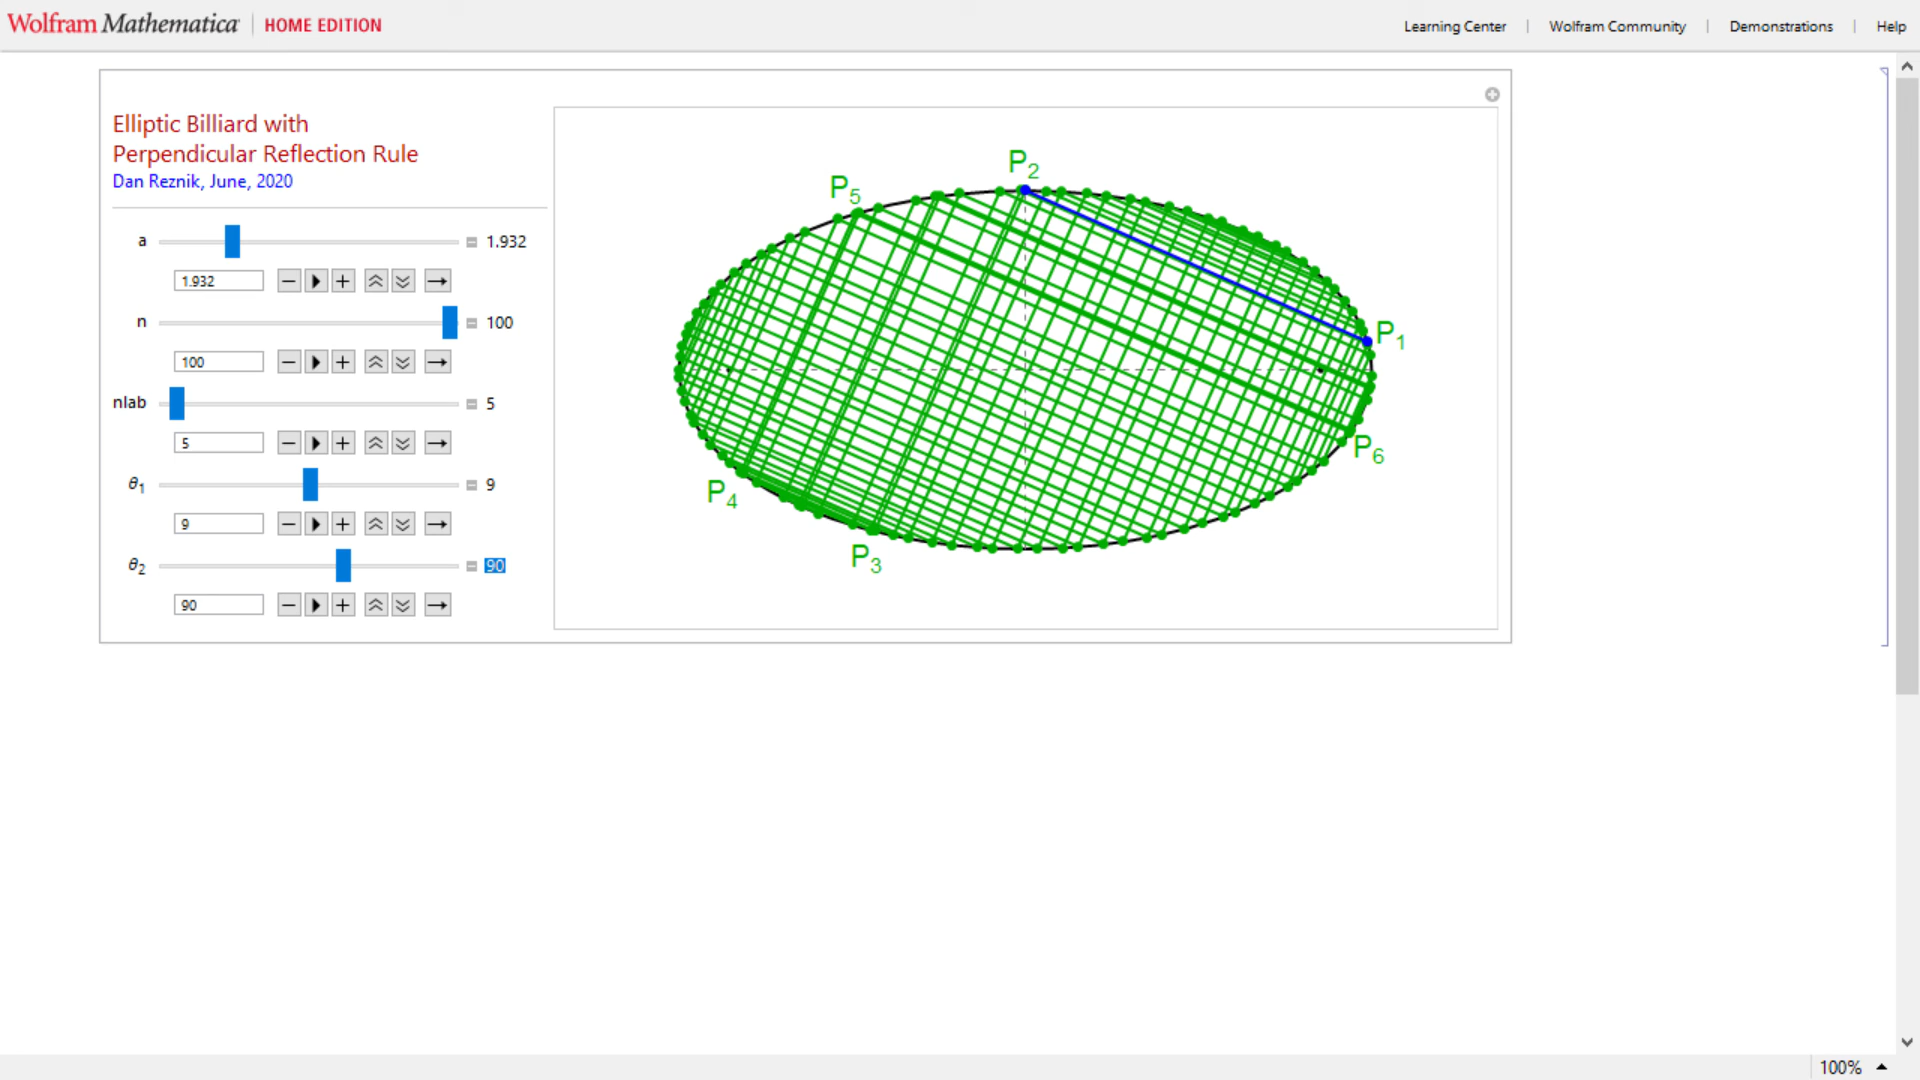 Wolfram Mathematica | HOME EDITION
Learning Center | Wolfram Community | Demonstrations | Help
Elliptic Billiard with
Perpendicular Reflection Rule
Dan Reznik, June, 2020
a 1.932
1.932
n 100
100
nlab 5
5
θ1 9
9
θ2 90
90
P2
P5
P1
P6
P4
P3
100%